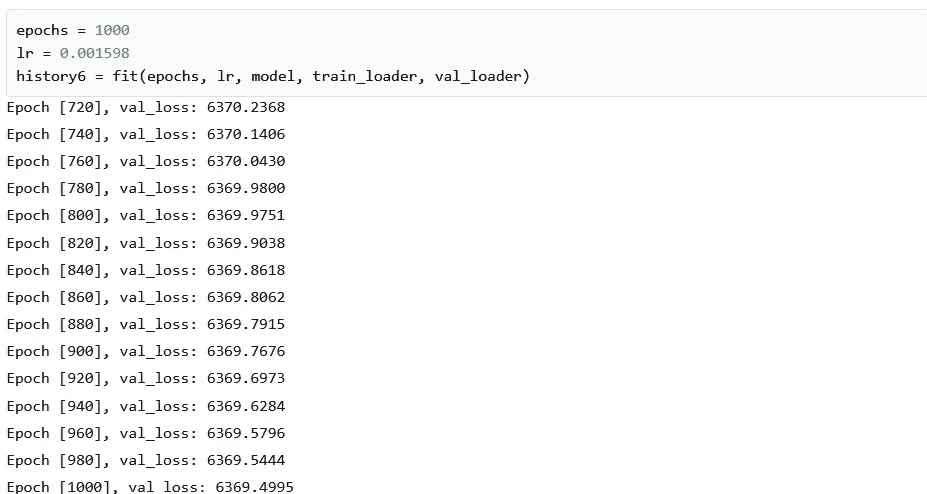 epochs = 1000
lr = 0.001598
history6 = fit(epochs, lr, model, train_loader, val_loader)
Epoch [720], val_loss: 6370.2368
Epoch [740], val_loss: 6370.1406
Epoch [760], val_loss: 6370.0430
Epoch [780], val_loss: 6369.9800
Epoch [800], val_loss: 6369.9751
Epoch [820], val_loss: 6369.9038
Epoch [840], val_loss: 6369.8618
Epoch [860], val_loss: 6369.8062
Epoch [880], val_loss: 6369.7915
Epoch [900], val_loss: 6369.7676
Epoch [920], val_loss: 6369.6973
Epoch [940], val_loss: 6369.6284
Epoch [960], val_loss: 6369.5796
Epoch [980], val_loss: 6369.5444
Epoch [1000], val_loss: 6369.4995